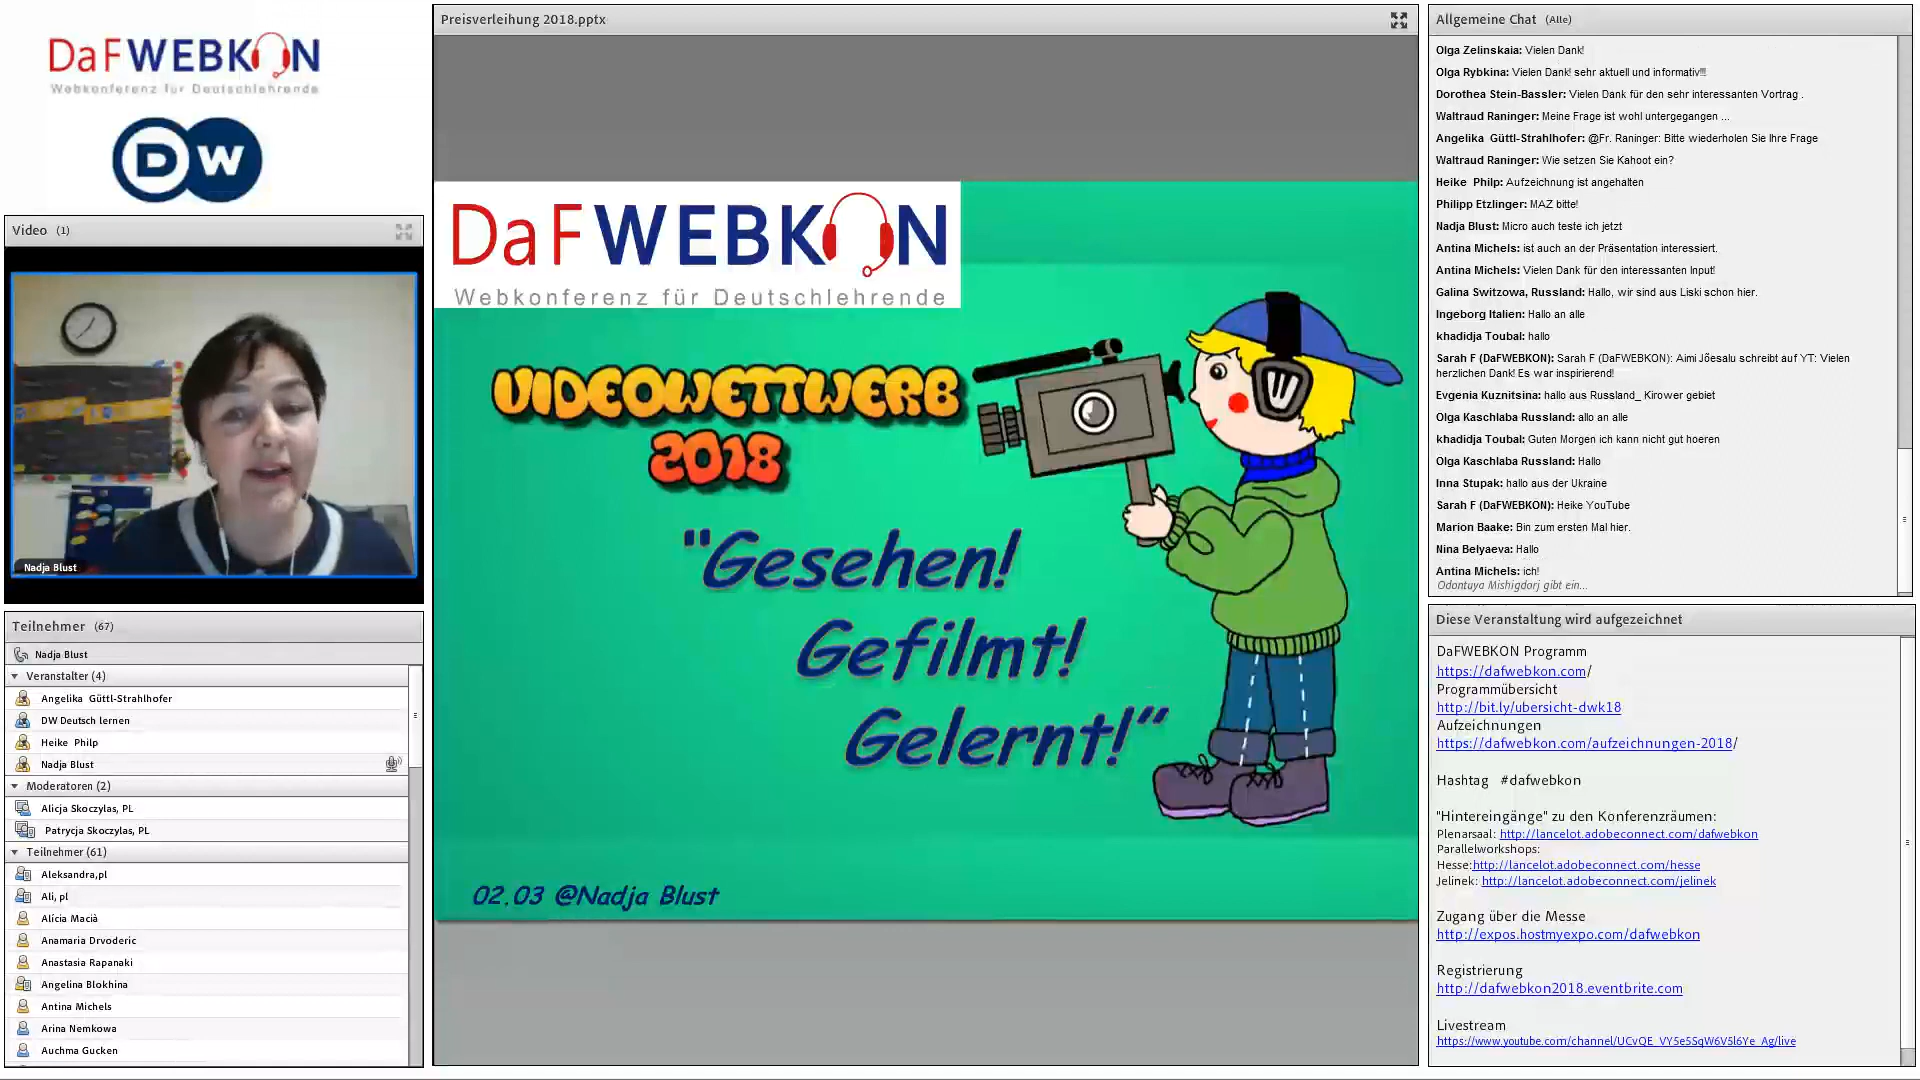 DaFWEBKON
Webkonferenz für Deutschlehrende
DW
Video (1)
Nadja Blust
Teilnehmer (67)
Nadja Blust
Veranstalter (4)
Angelika Güttl-Strahlhofer
DW Deutsch lernen
Heike Philp
Nadja Blust
Moderatoren (2)
Alicja Skoczylas, PL
Patrycja Skoczylas, PL
Teilnehmer (61)
Aleksandra,pl
Ali, pl
Alícia Macià
Anamaria Drvoderic
Anastasia Rapanaki
Angelina Blokhina
Antina Michels
Arina Nemkowa
Auchma Gucken
Preisverleihung 2018.pptx
DaFWEBKON
Webkonferenz für Deutschlehrende
VIDEOWETTWERB
2018
"Gesehen!
Gefilmt!
Gelernt!"
W
02.03 @Nadja Blust
Allgemeine Chat (Alle)
Olga Zelinskaia: Vielen Dank!
Olga Rybkina: Vielen Dank! sehr aktuell und informativ!!!
Dorothea Stein-Bassler: Vielen Dank für den sehr interessanten Vortrag .
Waltraud Raninger: Meine Frage ist wohl untergegangen ...
Angelika Güttl-Strahlhofer: @Fr. Raninger: Bitte wiederholen Sie Ihre Frage
Waltraud Raninger: Wie setzen Sie Kahoot ein?
Heike Philp: Aufzeichnung ist angehalten
Philipp Etzlinger: MAZ bitte!
Nadja Blust: Micro auch teste ich jetzt
Antina Michels: ist auch an der Präsentation interessiert.
Antina Michels: Vielen Dank für den interessanten Input!
Galina Switzowa, Russland: Hallo, wir sind aus Liski schon hier.
Ingeborg Italien: Hallo an alle
khadidja Toubal: hallo
Sarah F (DaFWEBKON): Sarah F (DaFWEBKON): Aimi Jõesalu schreibt auf YT: Vielen
herzlichen Dank! Es war inspirierend!
Evgenia Kuznitsina: hallo aus Russland_ Kirower gebiet
Olga Kaschlaba Russland: allo an alle
khadidja Toubal: Guten Morgen ich kann nicht gut hoeren
Olga Kaschlaba Russland: Hallo
Inna Stupak: hallo aus der Ukraine
Sarah F (DaFWEBKON): Heike YouTube
Marion Baake: Bin zum ersten Mal hier.
Nina Belyaeva: Hallo
Antina Michels: ich!
Odontuya Mishigdorj gibt ein...
Diese Veranstaltung wird aufgezeichnet
DaFWEBKON Programm
https://dafwebkon.com/
Programmübersicht
http://bit.ly/ubersicht-dwk18
Aufzeichnungen
https://dafwebkon.com/aufzeichnungen-2018/
Hashtag #dafwebkon
"Hintereingänge" zu den Konferenzräumen:
Plenarsaal: http://lancelot.adobeconnect.com/dafwebkon
Parallelworkshops:
Hesse:http://lancelot.adobeconnect.com/hesse
Jelinek: http://lancelot.adobeconnect.com/jelinek
Zugang über die Messe
http://expos.hostmyexpo.com/dafwebkon
Registrierung
http://dafwebkon2018.eventbrite.com
Livestream
https://www.youtube.com/channel/UCvQE_VY5e5SqW6V5l6Ye_Ag/live